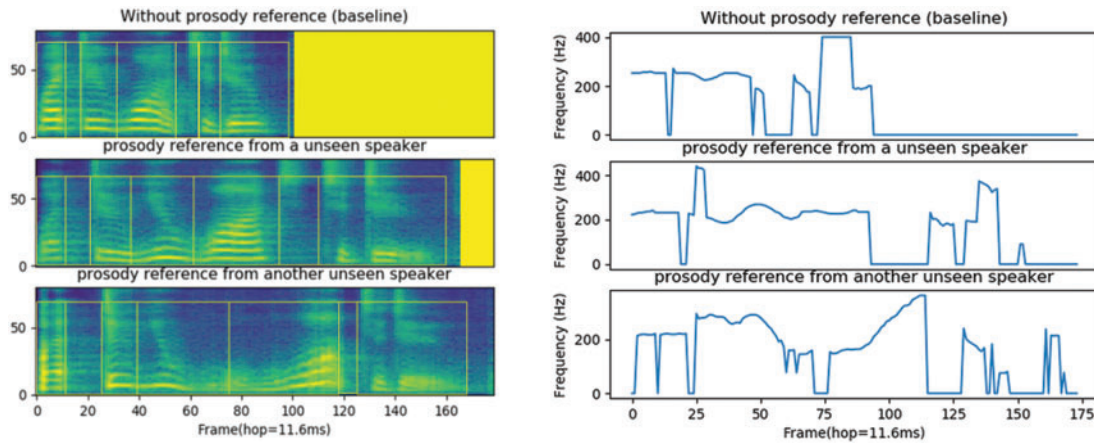 Without prosody reference (baseline)
50
0
prosody reference from a unseen speaker
50
0
prosody reference from another unseen speaker
50
0
0 20 40 60 80 100 120 140 160
Frame(hop=11.6ms)
Without prosody reference (baseline)
400
200
0
Frequency (Hz)
prosody reference from a unseen speaker
400
200
0
Frequency (Hz)
prosody reference from another unseen speaker
200
0
Frequency (Hz)
0 25 50 75 100 125 150 175
Frame(hop=11.6ms)